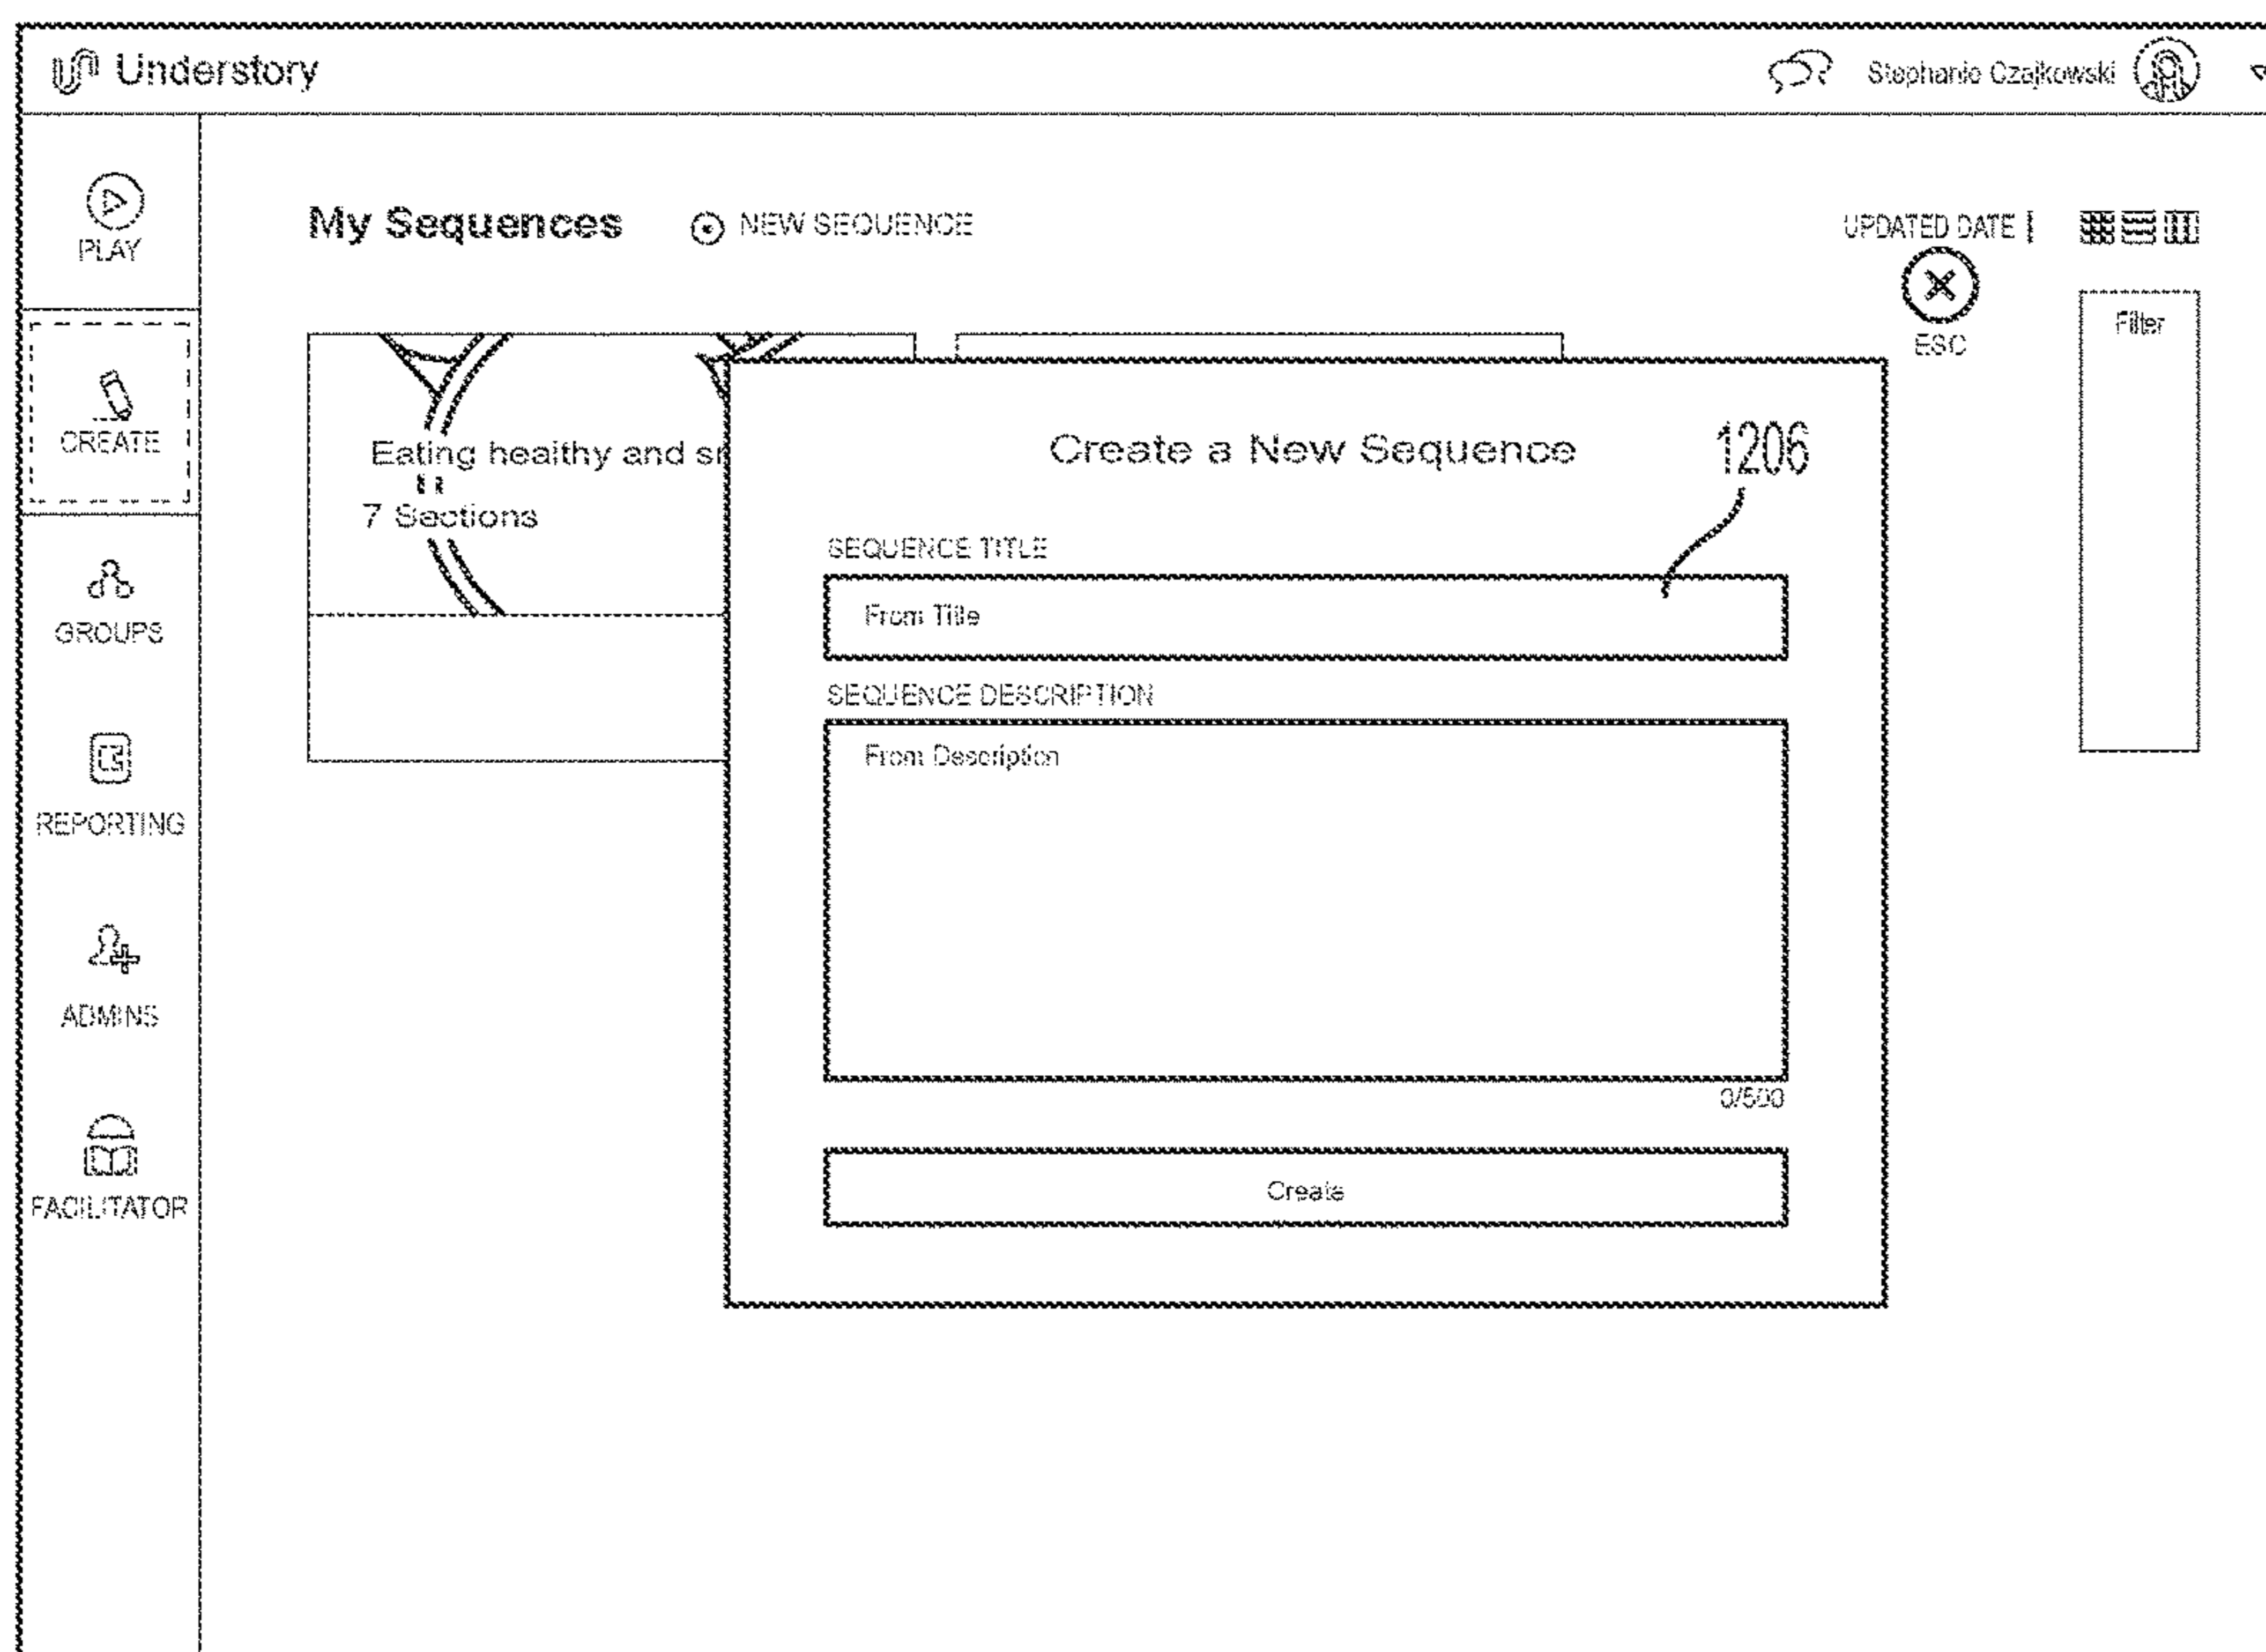 Understory
Stephanie Czajkowski
PLAY
My Sequences
NEW SEQUENCE
UPDATED DATE
ESC
Filter
CREATE
Eating healthy and
7 Sections
Create a New Sequence
1206
SEQUENCE TITLE
From Title
GROUPS
SEQUENCE DESCRIPTION
From Description
REPORTING
ADMINS
0/500
Create
FACILITATOR